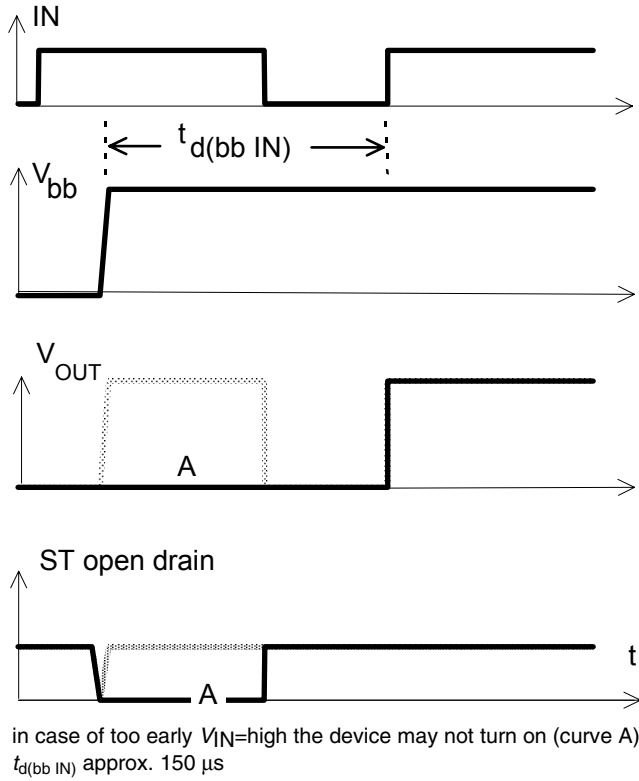 IN
t d(bb IN)
V bb
V OUT
A
ST open drain
t
A
in case of too early VIN=high the device may not turn on (curve A)
td(bb IN) approx. 150 µs